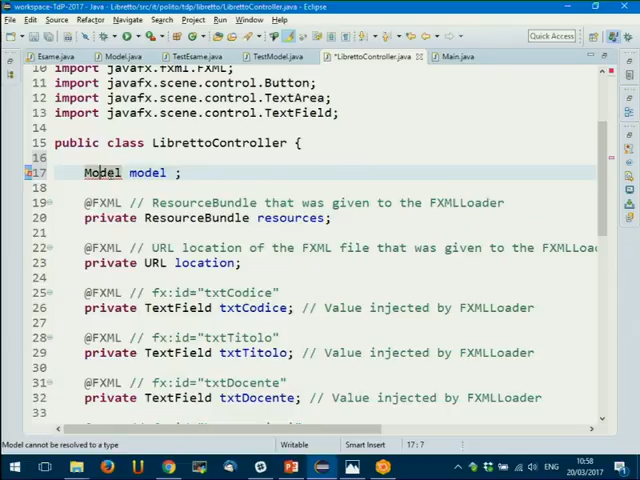 workspace-TdP-2017 - Java - Libretto/src/it/polito/tdp/libretto/LibrettoController.java - Eclipse
File Edit Source Refactor Navigate Search Project Run Window Help
Quick Access
Esame.java Model.java TestEsame.java TestModel.java *LibrettoController.java Main.java
10 import javafx.fxml.FXML;
11 import javafx.scene.control.Button;
12 import javafx.scene.control.TextArea;
13 import javafx.scene.control.TextField;
14
15 public class LibrettoController {
16
17 Model model ;
18
19 @FXML // ResourceBundle that was given to the FXMLLoader
20 private ResourceBundle resources;
21
22 @FXML // URL location of the FXML file that was given to the FXMLLoa
23 private URL location;
24
25 @FXML // fx:id="txtCodice"
26 private TextField txtCodice; // Value injected by FXMLLoader
27
28 @FXML // fx:id="txtTitolo"
29 private TextField txtTitolo; // Value injected by FXMLLoader
30
31 @FXML // fx:id="txtDocente"
32 private TextField txtDocente; // Value injected by FXMLLoader
33
Model cannot be resolved to a type Writable Smart Insert 17 : 7
10:58
20/03/2017